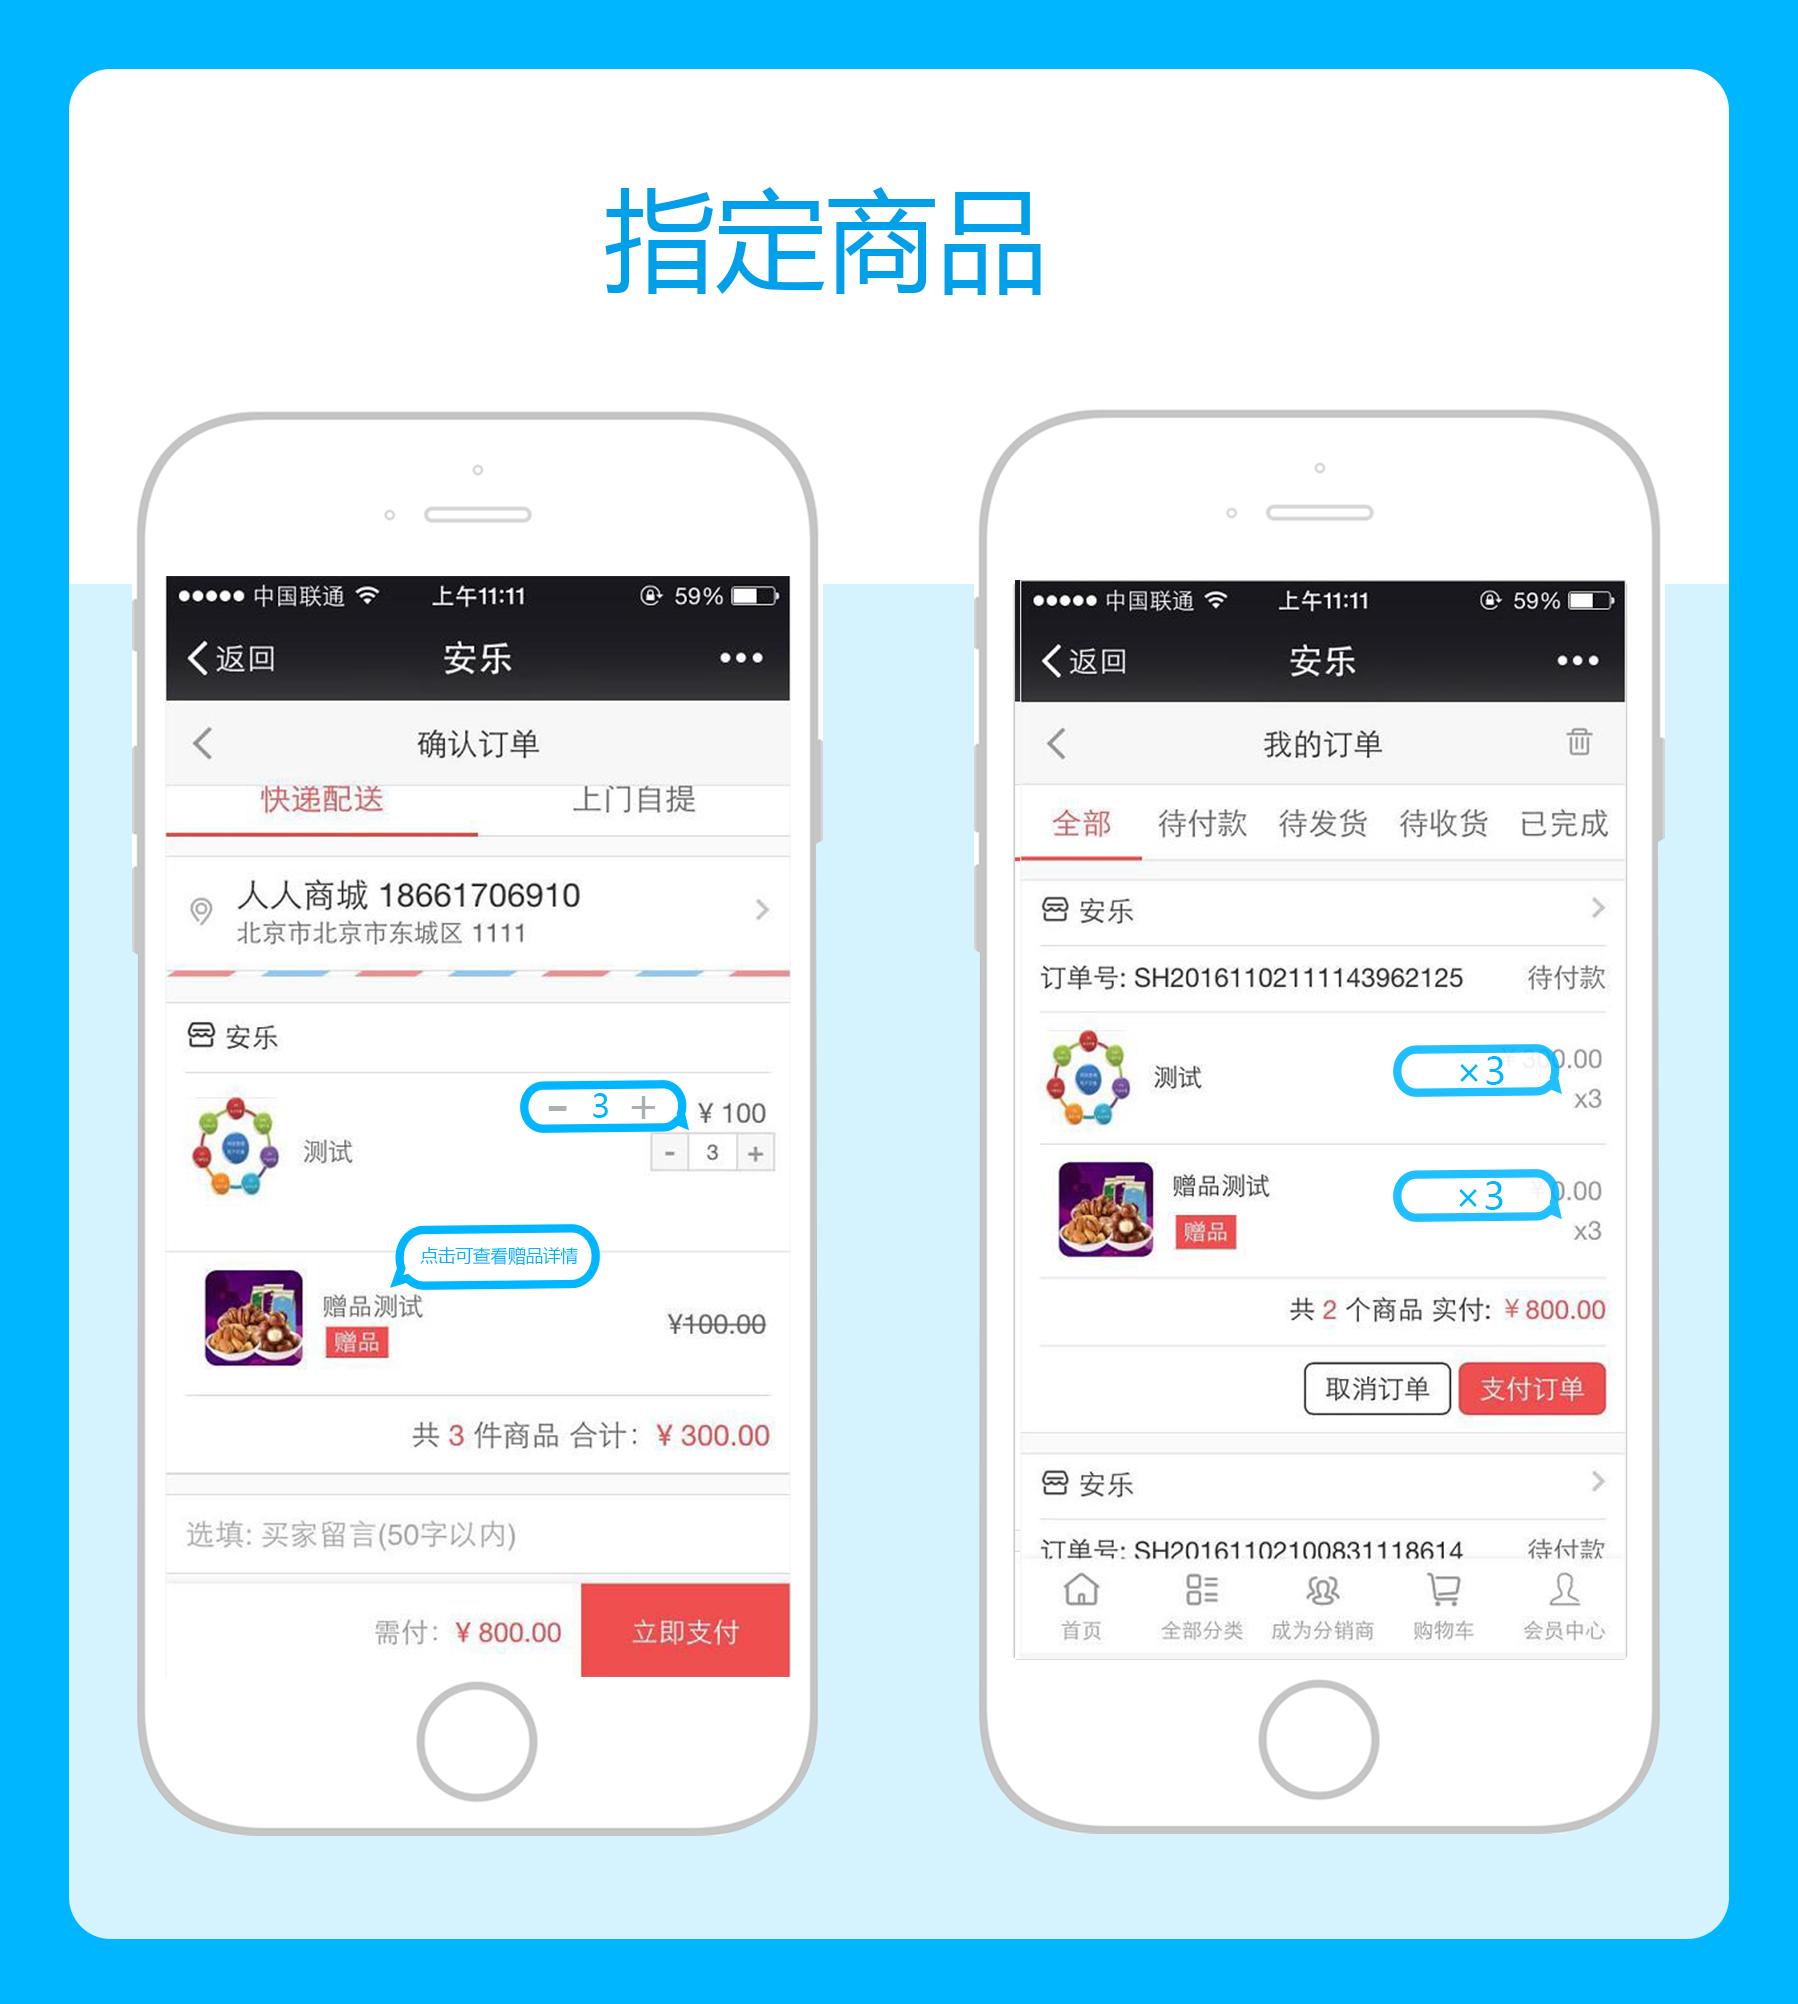 指定商品
中国联通 上午11:11 59%
返回 安乐
确认订单
快递配送 上门自提
人人商城 18661706910
北京市北京市东城区 1111
安乐
- 3 +
¥ 100
测试
- 3 +
点击可查看赠品详情
赠品测试
¥100.00
赠品
共 3 件商品 合计: ¥ 300.00
选填: 买家留言(50字以内)
需付: ¥ 800.00 立即支付
中国联通 上午11:11 59%
返回 安乐
我的订单
全部 待付款 待发货 待收货 已完成
安乐
订单号: SH20161102111143962125 待付款
测试
×3
x3
赠品测试
×3
赠品
x3
共 2 个商品 实付: ¥ 800.00
取消订单 支付订单
安乐
订单号: SH20161102100831118614 待付款
首页 全部分类 成为分销商 购物车 会员中心